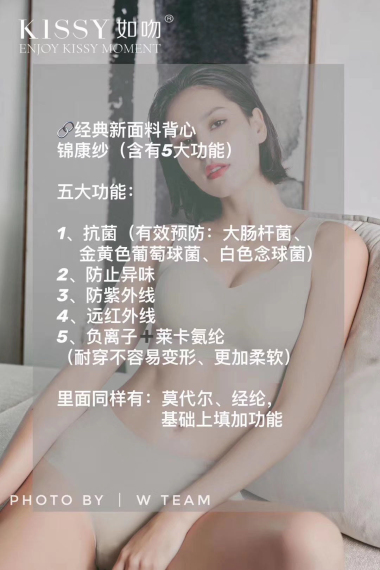 KISSY 如吻®
ENJOY KISSY MOMENT
🔗经典新面料背心
锦康纱（含有5大功能）
五大功能：
1、抗菌（有效预防：大肠杆菌、
金黄色葡萄球菌、白色念球菌）
2、防止异味
3、防紫外线
4、远红外线
5、负离子➕莱卡氨纶
（耐穿不容易变形、更加柔软）
里面同样有：莫代尔、经纶，
基础上填加功能
PHOTO BY ｜ W TEAM